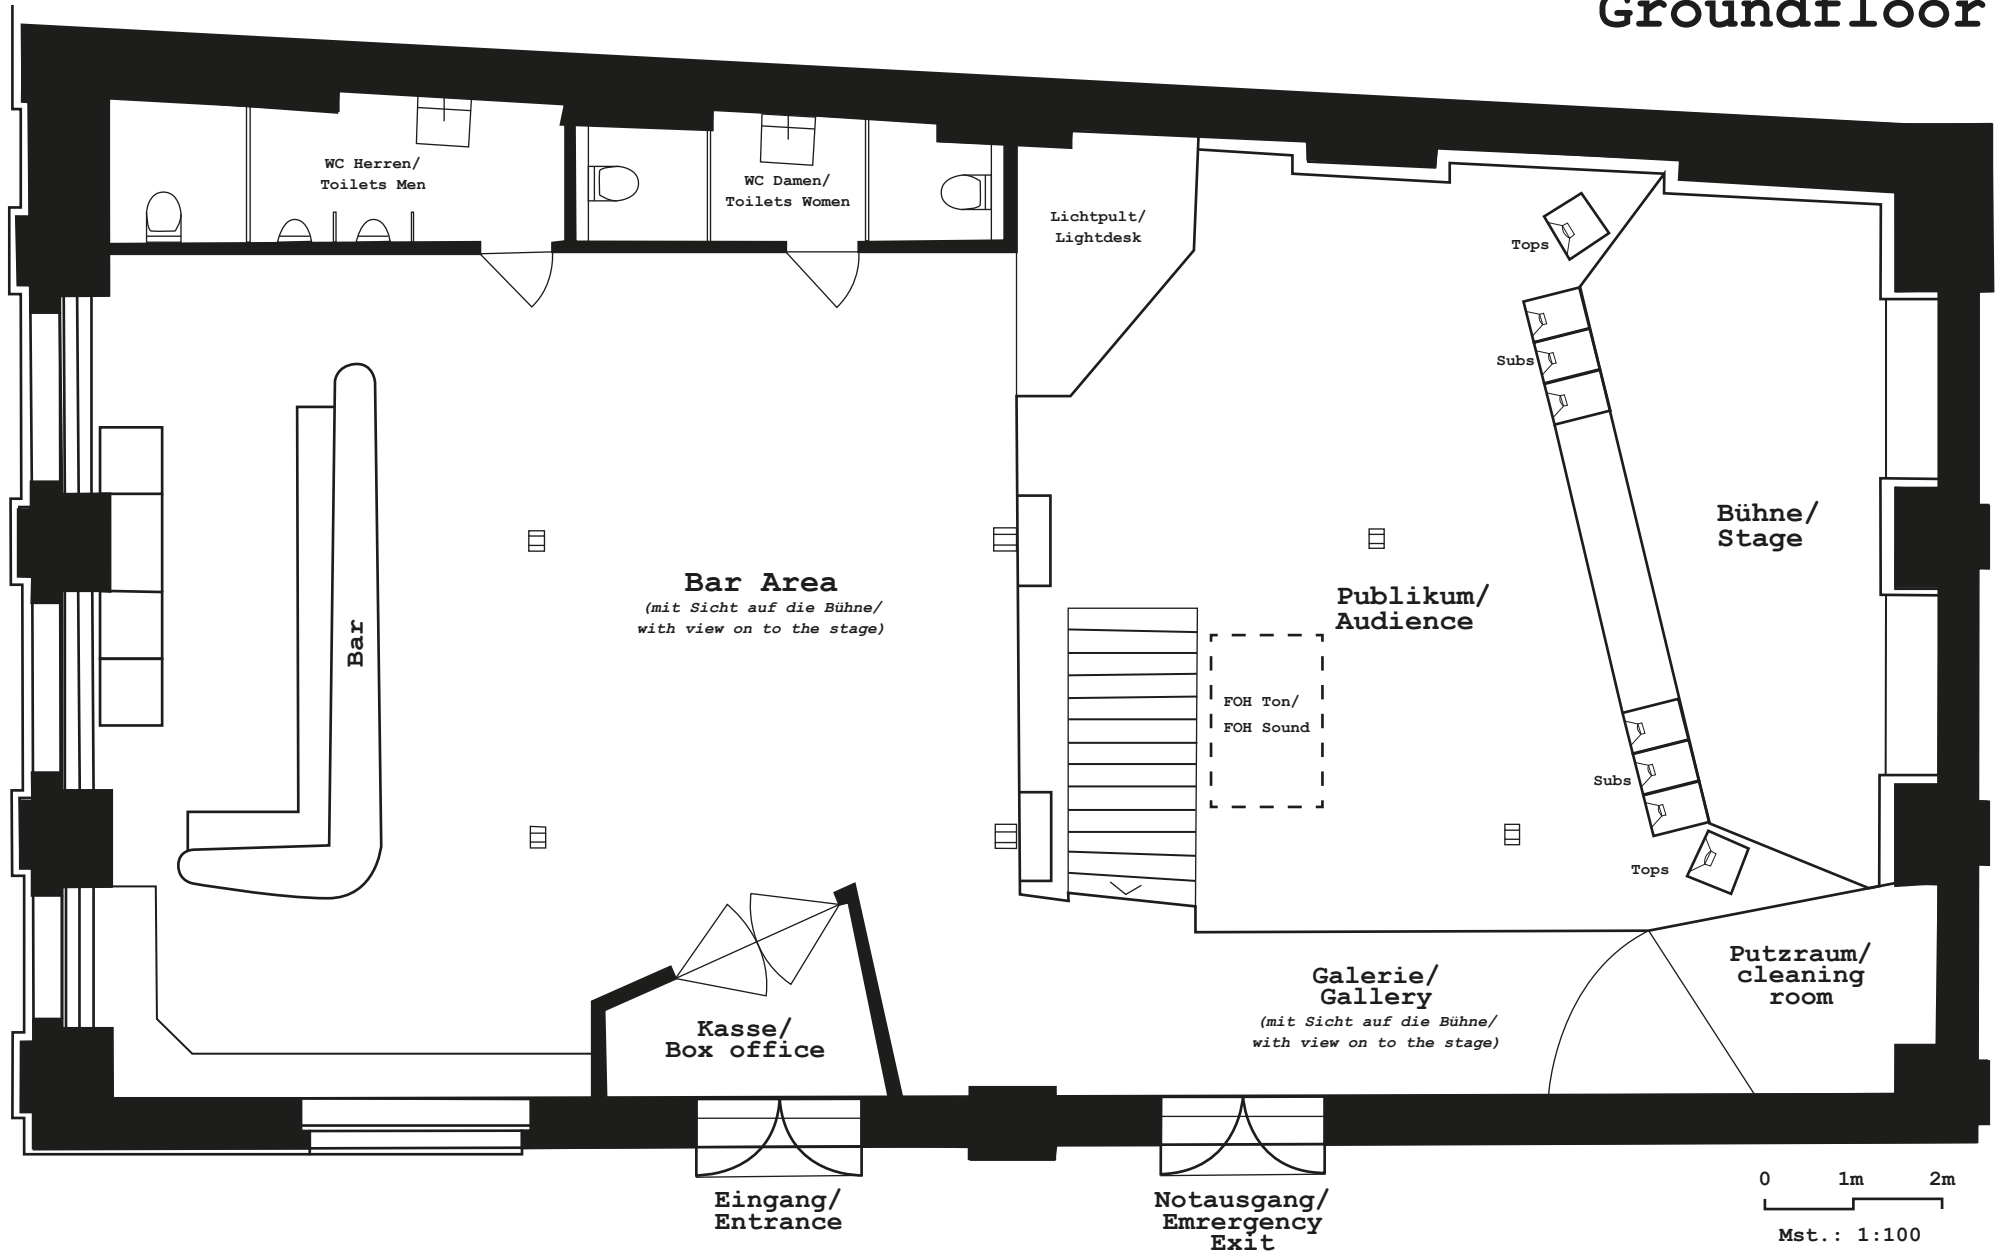 Groundfloor
WC Herren/
Toilets Men
WC Damen/
Toilets Women
Lichtpult/
Lightdesk
Tops
Subs
Bühne/
Stage
Bar Area
(mit Sicht auf die Bühne/
with view on to the stage)
Publikum/
Audience
Bar
FOH Ton/
FOH Sound
Subs
Tops
Putzraum/
cleaning
room
Galerie/
Gallery
(mit Sicht auf die Bühne/
with view on to the stage)
Kasse/
Box office
Eingang/
Entrance
Notausgang/
Emrergency
Exit
0 1m 2m
Mst.: 1:100